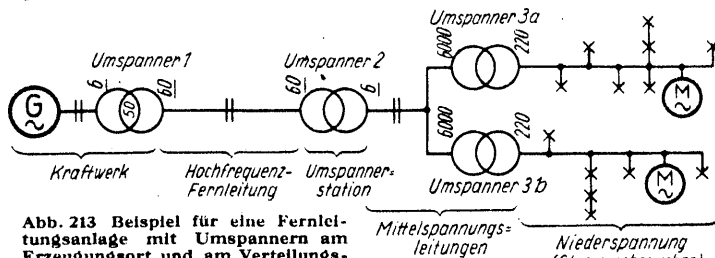 Umspanner 3a
6000
220
Umspanner 1
Umspanner 2
6
60
60
6
G
50
M
6000
220
M
Umspanner 3b
Kraftwerk
Hochfrequenz-
Fernleitung
Umspanner=
station
Mittelspannungs=
leitungen
Niederspannung
Abb. 213 Beispiel für eine Fernlei-
tungsanlage mit Umspannern am
Erzeugungsort und am Verteilungs-